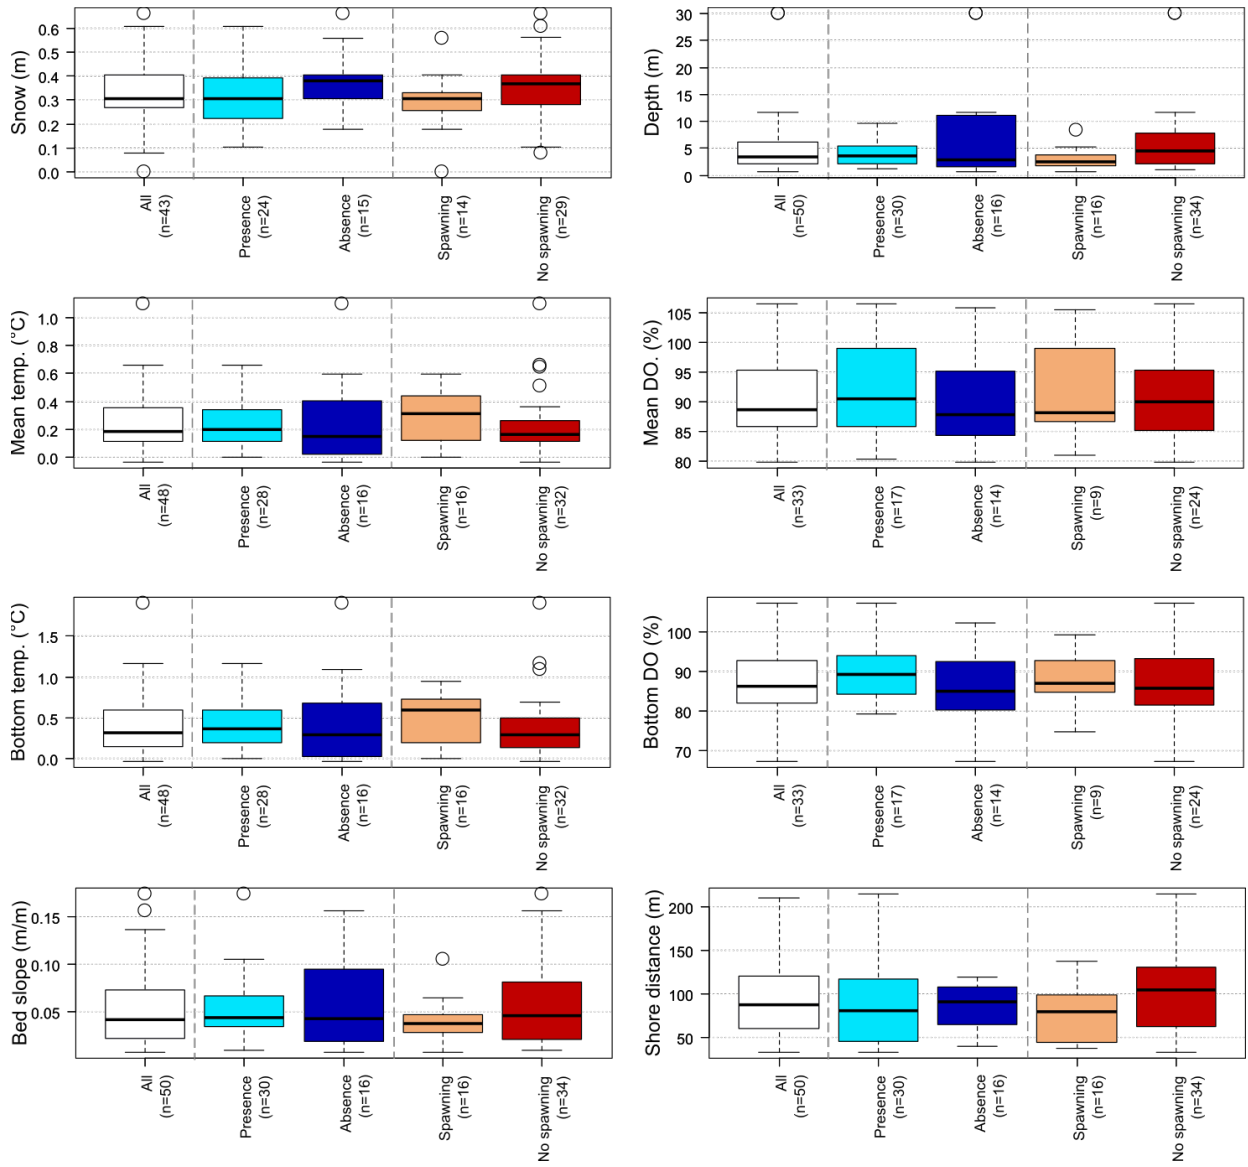 Snow (m)
0.6
0.5
0.4
0.3
0.2
0.1
0.0
All
(n=43)
Presence
(n=24)
Absence
(n=15)
Spawning
(n=14)
No spawning
(n=29)
Depth (m)
30
25
20
15
10
5
0
All
(n=50)
Presence
(n=30)
Absence
(n=16)
Spawning
(n=16)
No spawning
(n=34)
Mean temp. (°C)
1.0
0.8
0.6
0.4
0.2
0.0
All
(n=48)
Presence
(n=28)
Absence
(n=16)
Spawning
(n=16)
No spawning
(n=32)
Mean DO. (%)
105
100
95
90
85
80
All
(n=33)
Presence
(n=17)
Absence
(n=14)
Spawning
(n=9)
No spawning
(n=24)
Bottom temp. (°C)
1.5
1.0
0.5
0.0
All
(n=48)
Presence
(n=28)
Absence
(n=16)
Spawning
(n=16)
No spawning
(n=32)
Bottom DO (%)
100
90
80
70
All
(n=33)
Presence
(n=17)
Absence
(n=14)
Spawning
(n=9)
No spawning
(n=24)
Bed slope (m/m)
0.15
0.10
0.05
All
(n=50)
Presence
(n=30)
Absence
(n=16)
Spawning
(n=16)
No spawning
(n=34)
Shore distance (m)
200
150
100
50
All
(n=50)
Presence
(n=30)
Absence
(n=16)
Spawning
(n=16)
No spawning
(n=34)